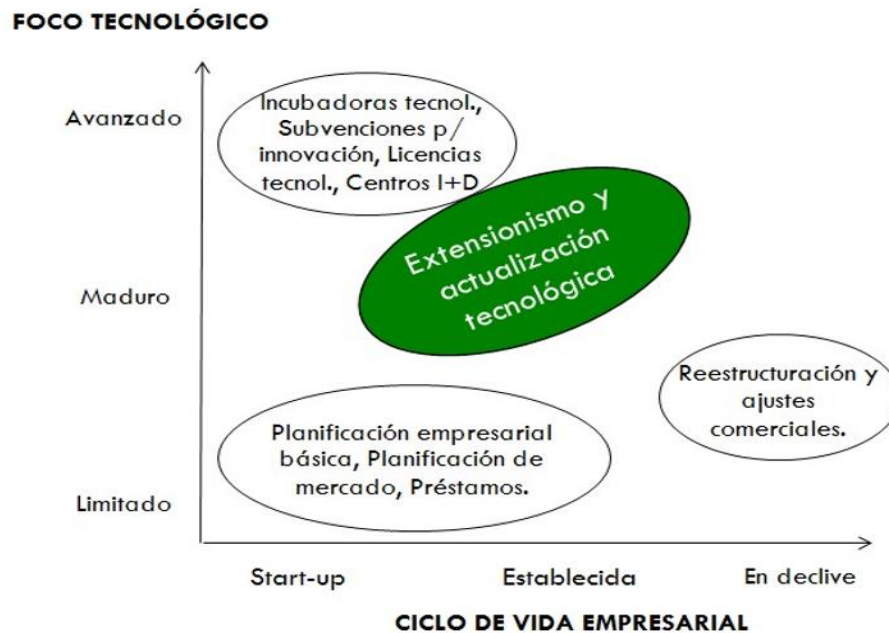 FOCO TECNOLÓGICO
Avanzado
Incubadoras tecnol.,
Subvenciones p/
innovación, Licencias
tecnol., Centros I+D
Extensionismo y
actualización
tecnológica
Maduro
Reestructuración y
ajustes
comerciales.
Planificación empresarial
básica, Planificación de
mercado, Préstamos.
Limitado
Start-up
Establecida
En declive
CICLO DE VIDA EMPRESARIAL